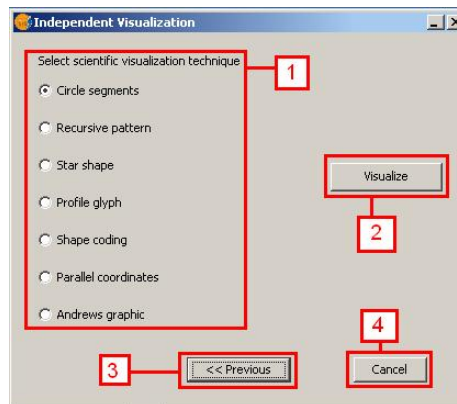 Independent Visualization
Select scientific visualization technique
1
Circle segments
Recursive pattern
Star shape
Visualize
Profile glyph
2
Shape coding
Parallel coordinates
Andrews graphic
4
3
<< Previous
Cancel